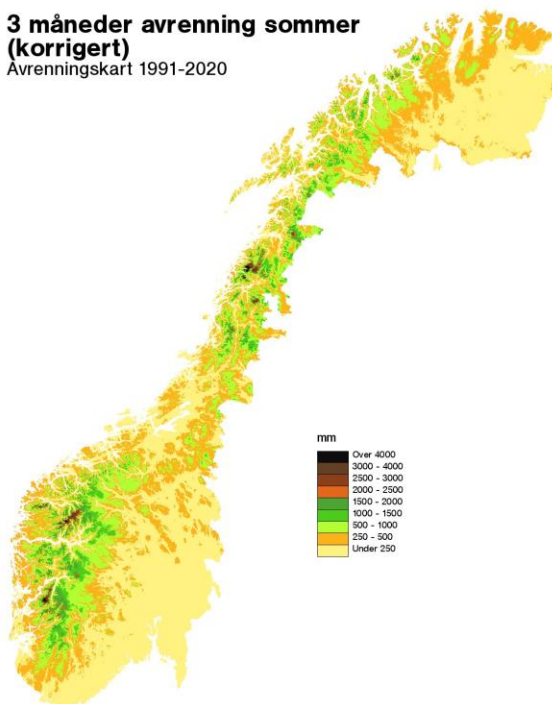 3 måneder avrenning sommer
(korrigert)
Avrenningskart 1991-2020
mm
Over 4000
3000 - 4000
2500 - 3000
2000 - 2500
1500 - 2000
1000 - 1500
500 - 1000
250 - 500
Under 250